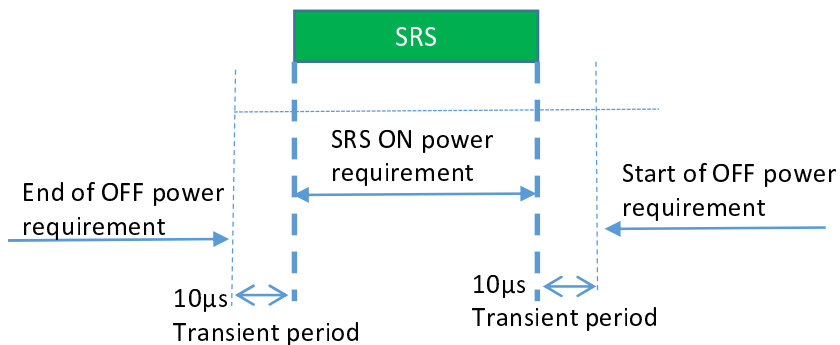 SRS
SRS ON power
requirement
End of OFF power
requirement
Start of OFF power
requirement
10µs
Transient period
10µs
Transient period